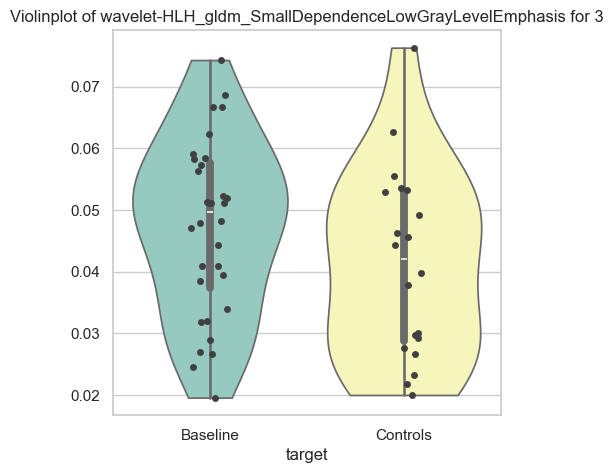 Violinplot of wavelet-HLH_gldm_SmallDependenceLowGrayLevelEmphasis for 3
0.07
0.06
0.05
0.04
0.03
0.02
Baseline Controls
target